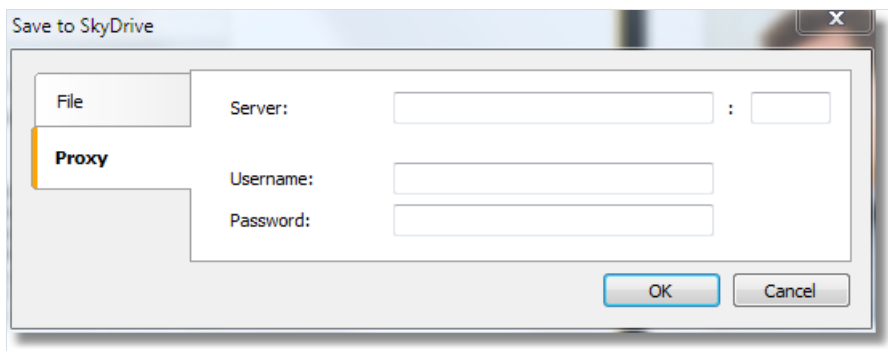 Save to SkyDrive
X
File
Server: :
Proxy
Username:
Password:
OK Cancel